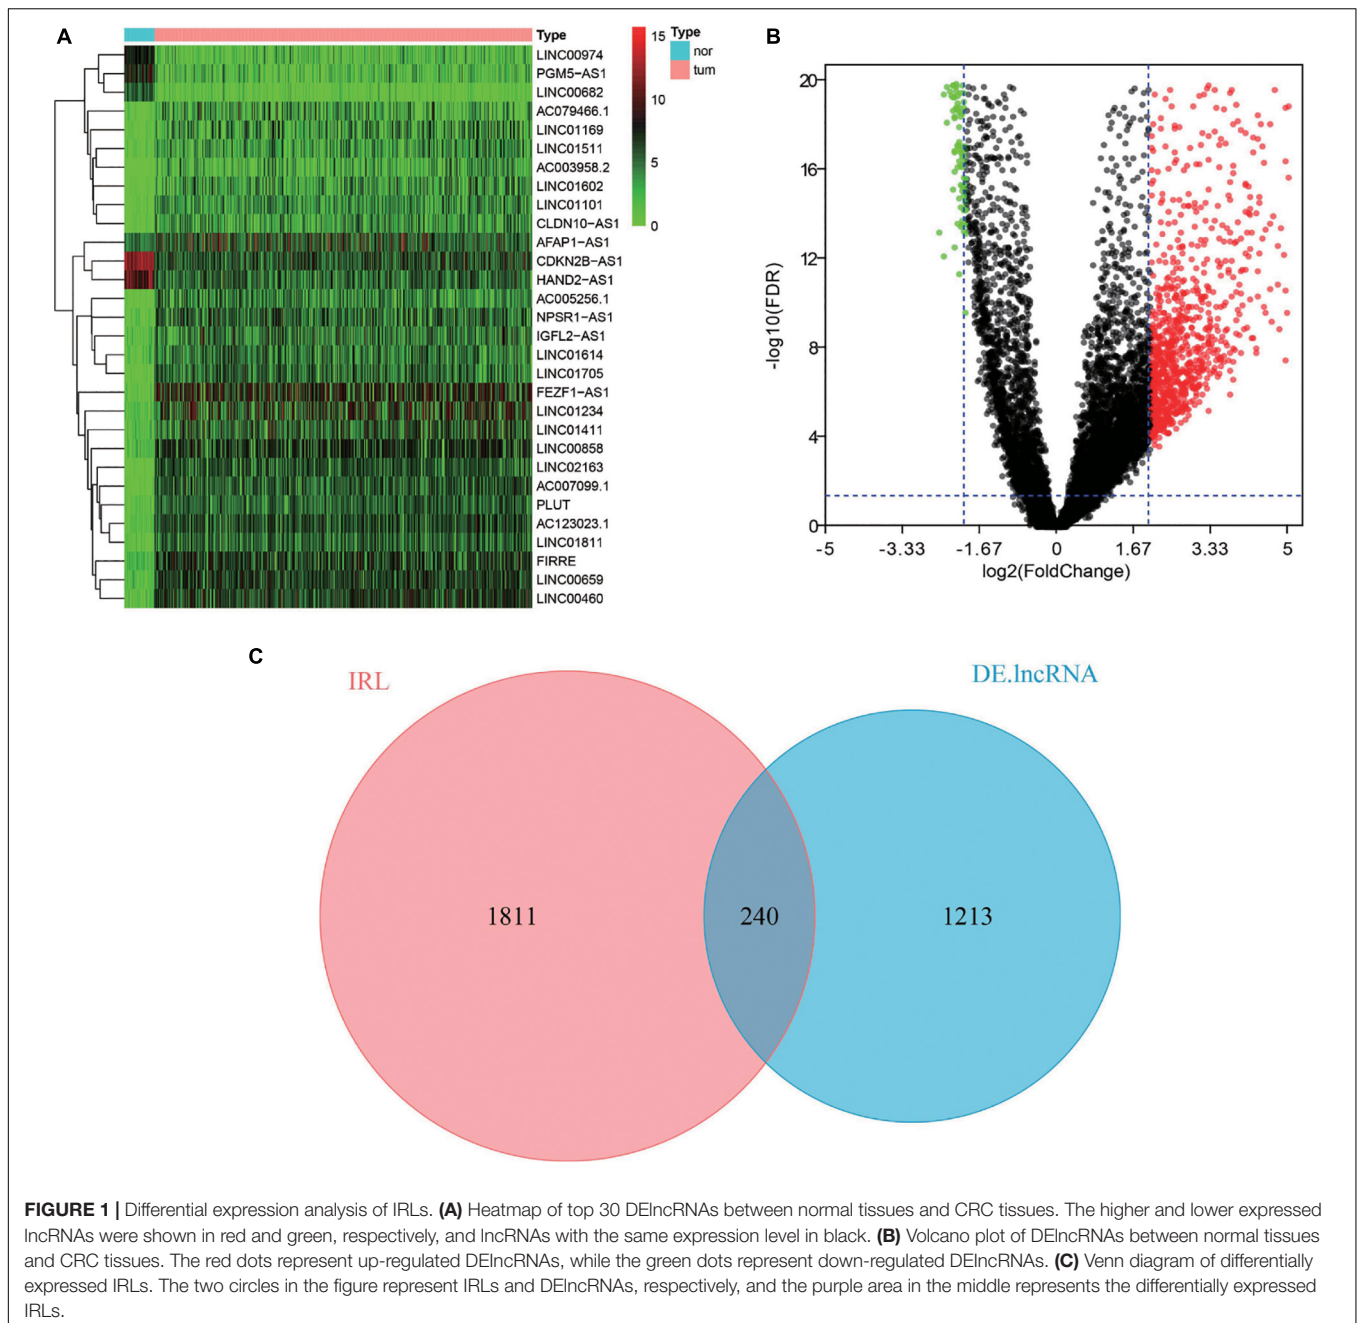 A
Type
LINC00974
PGM5-AS1
LINC00682
AC079466.1
LINC01169
LINC01511
AC003958.2
LINC01602
LINC01101
CLDN10-AS1
AFAP1-AS1
CDKN2B-AS1
HAND2-AS1
AC005256.1
NPSR1-AS1
IGFL2-AS1
LINC01614
LINC01705
FEZF1-AS1
LINC01234
LINC01411
LINC00858
LINC02163
AC007099.1
PLUT
AC123023.1
LINC01811
FIRRE
LINC00659
LINC00460
15
10
5
0
Type
nor
tum
B
-log10(FDR)
20
16
12
8
4
0
-5 -3.33 -1.67 0 1.67 3.33 5
log2(FoldChange)
C
IRL
DE.lncRNA
1811 240 1213
FIGURE 1 | Differential expression analysis of IRLs. (A) Heatmap of top 30 DElncRNAs between normal tissues and CRC tissues. The higher and lower expressed
lncRNAs were shown in red and green, respectively, and lncRNAs with the same expression level in black. (B) Volcano plot of DElncRNAs between normal tissues
and CRC tissues. The red dots represent up-regulated DElncRNAs, while the green dots represent down-regulated DElncRNAs. (C) Venn diagram of differentially
expressed IRLs. The two circles in the figure represent IRLs and DElncRNAs, respectively, and the purple area in the middle represents the differentially expressed
IRLs.